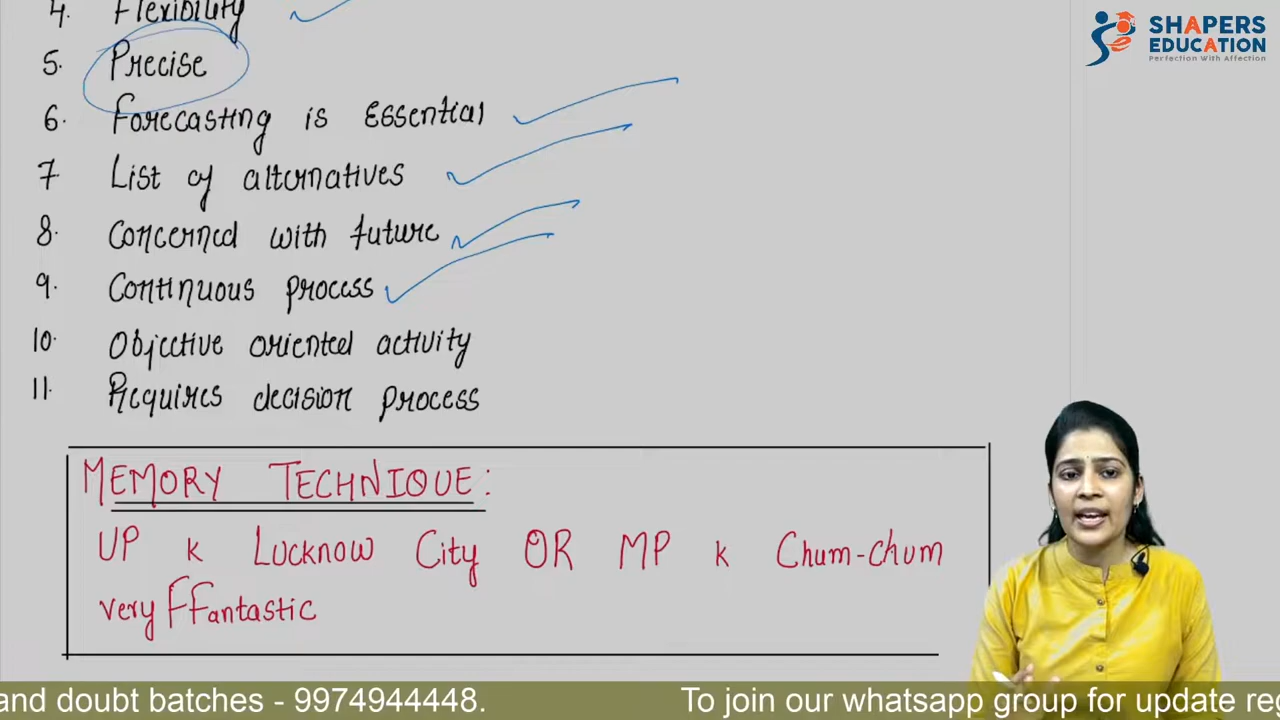 4. Flexibility
SHAPERS
EDUCATION
Perfection With Affection
5. Precise
6. Forecasting is Essential
7 List of alternatives
8. Concerned with future
9. Continuous process
10. Objective oriented activity
11. Requires decision process
MEMORY TECHNIQUE:
UP k Lucknow City OR MP k Chum-chum
very FFantastic
and doubt batches - 9974944448. To join our whatsapp group for update reg